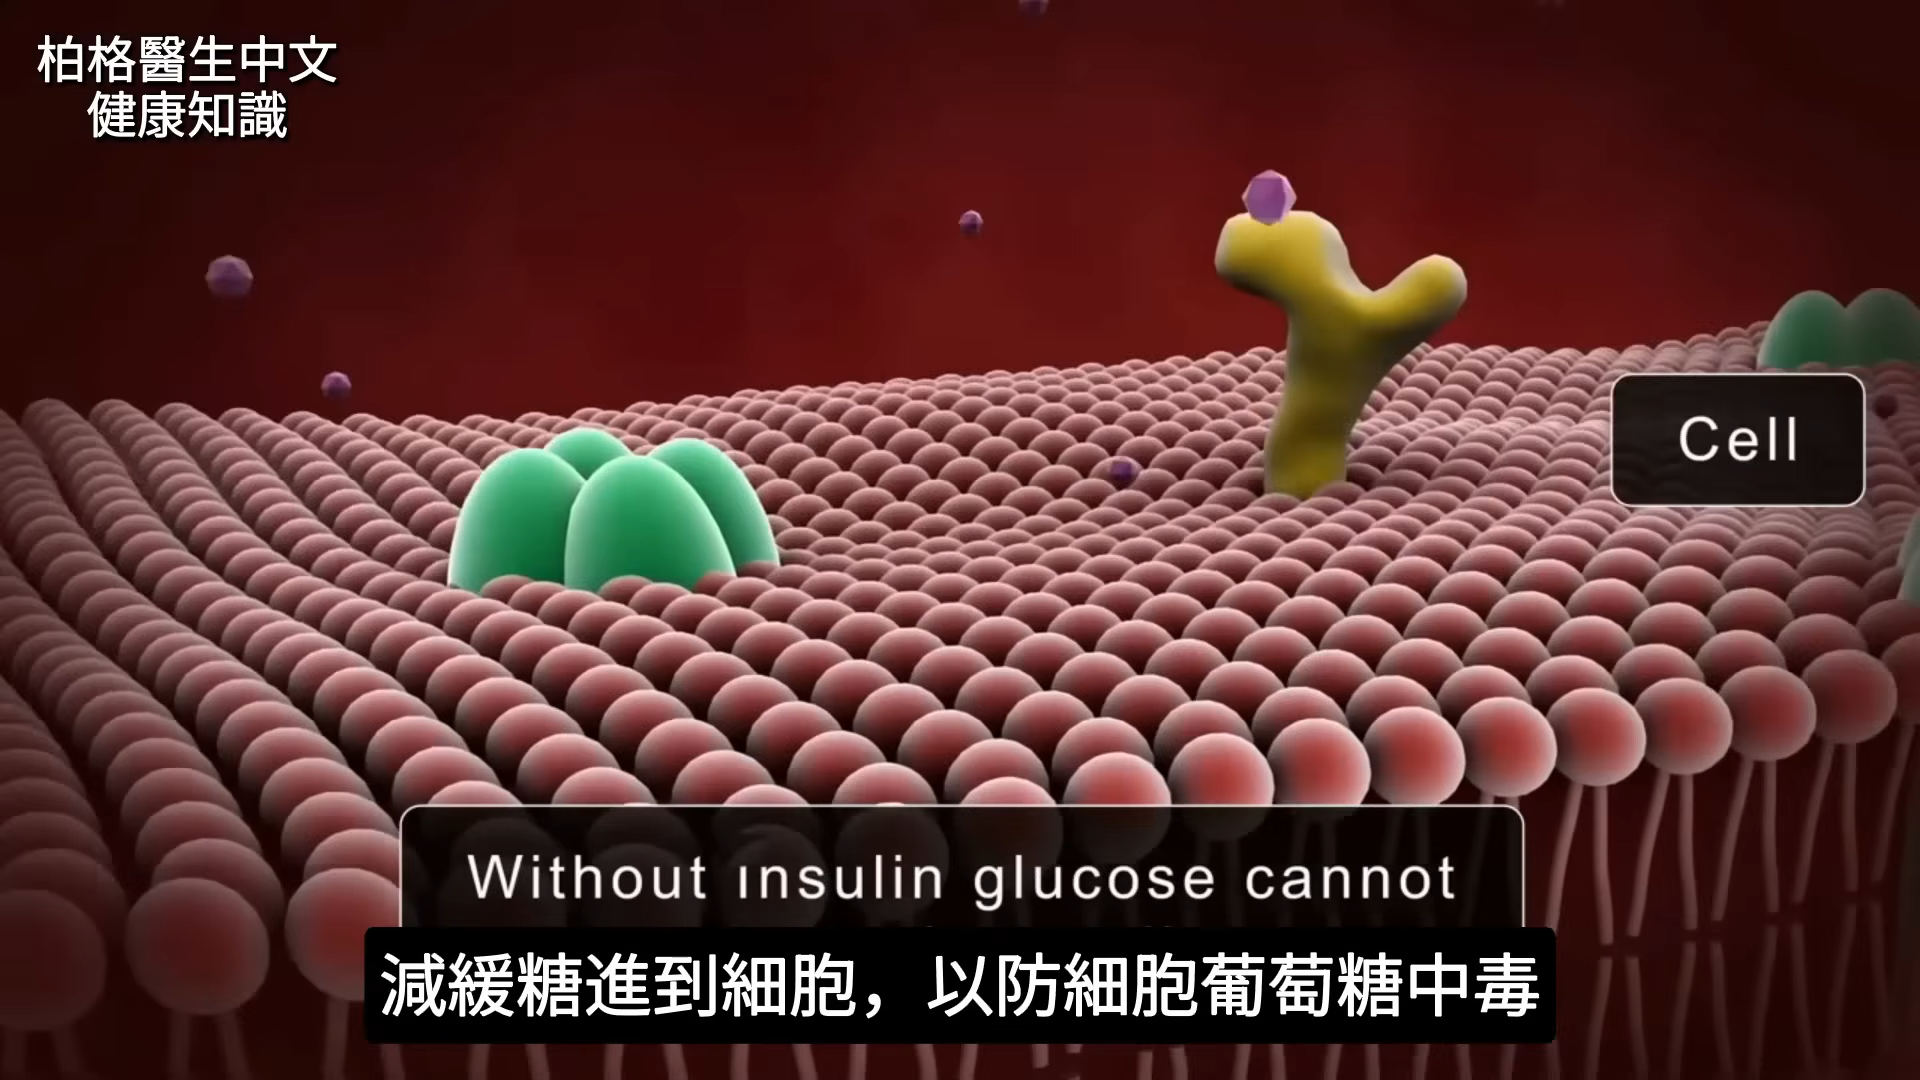 柏格醫生中文
健康知識
Cell
Without insulin glucose cannot
減緩糖進到細胞，以防細胞葡萄糖中毒